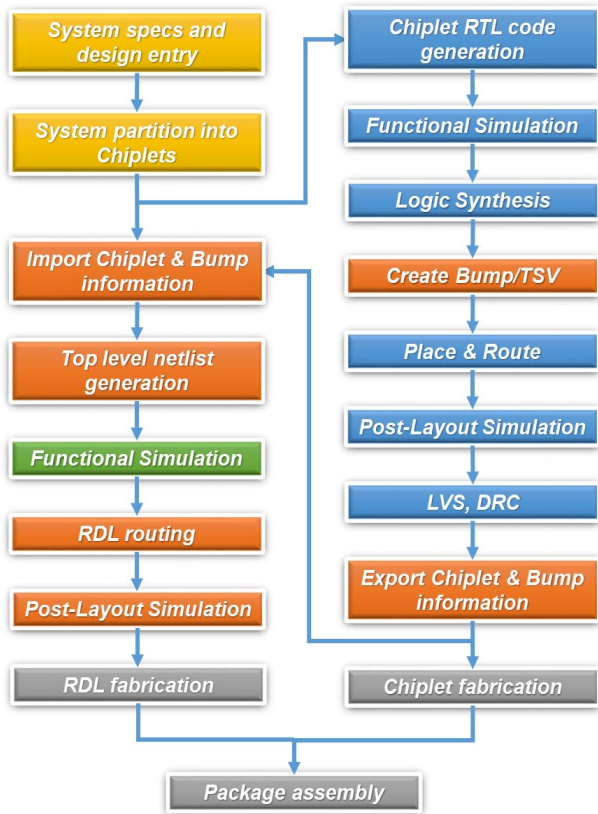 System specs and
design entry
System partition into
Chiplets
Import Chiplet & Bump
information
Top level netlist
generation
Functional Simulation
RDL routing
Post-Layout Simulation
RDL fabrication
Chiplet RTL code
generation
Functional Simulation
Logic Synthesis
Create Bump/TSV
Place & Route
Post-Layout Simulation
LVS, DRC
Export Chiplet & Bump
information
Chiplet fabrication
Package assembly